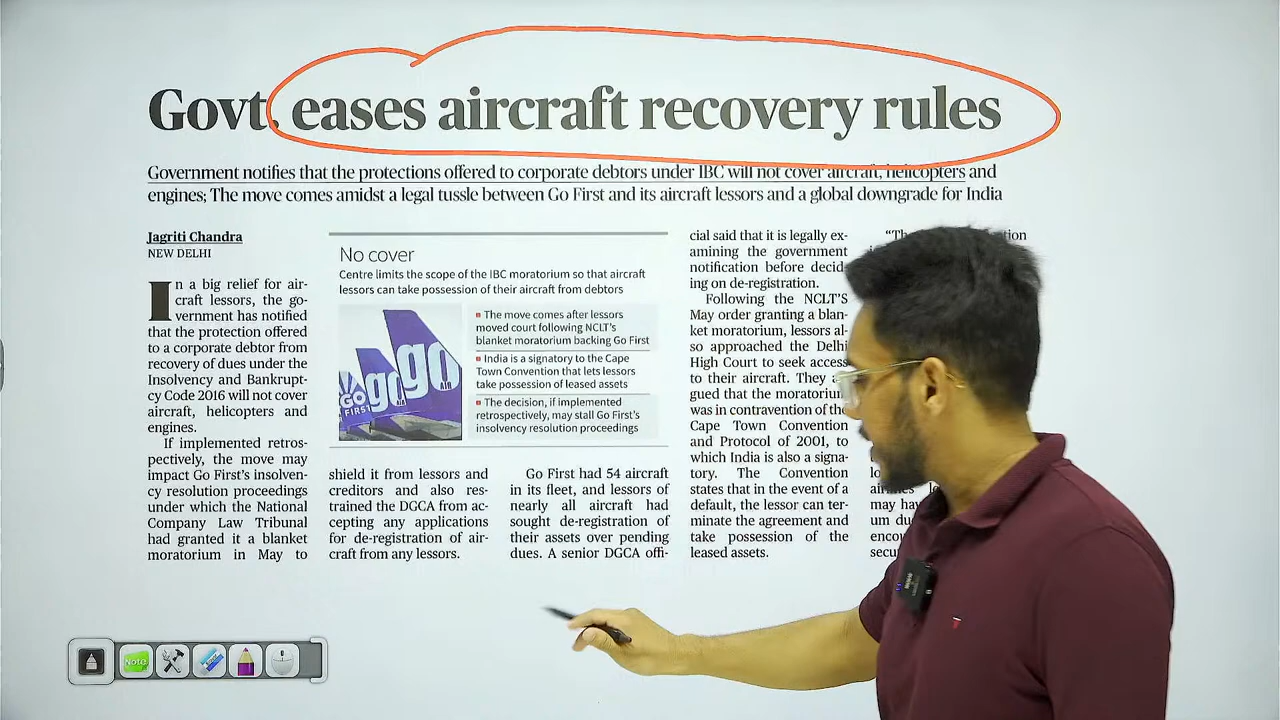 Govt. eases aircraft recovery rules
Government notifies that the protections offered to corporate debtors under IBC will not cover aircraft, helicopters and
engines; The move comes amidst a legal tussle between Go First and its aircraft lessors and a global downgrade for India
Jagriti Chandra
NEW DELHI
In a big relief for air-
craft lessors, the go-
vernment has notified
that the protection offered
to a corporate debtor from
recovery of dues under the
Insolvency and Bankrupt-
cy Code 2016 will not cover
aircraft, helicopters and
engines.
If implemented retros-
pectively, the move may
impact Go First's insolven-
cy resolution proceedings
under which the National
Company Law Tribunal
had granted it a blanket
moratorium in May to
No cover
Centre limits the scope of the IBC moratorium so that aircraft
lessors can take possession of their aircraft from debtors
GO
FIRST
go
AIR
go
AIR
The move comes after lessors
moved court following NCLT's
blanket moratorium backing Go First
India is a signatory to the Cape
Town Convention that lets lessors
take possession of leased assets
The decision, if implemented
retrospectively, may stall Go First's
insolvency resolution proceedings
shield it from lessors and
creditors and also res-
trained the DGCA from ac-
cepting any applications
for de-registration of air-
craft from any lessors.
Go First had 54 aircraft
in its fleet, and lessors of
nearly all aircraft had
sought de-registration of
their assets over pending
dues. A senior DGCA offi-
cial said that it is legally ex-
amining the government
notification before decid-
ing on de-registration.
Following the NCLT'S
May order granting a blan-
ket moratorium, lessors al-
so approached the Delhi
High Court to seek access
to their aircraft. They
gued that the moratorium
was in contravention of the
Cape Town Convention
and Protocol of 2001, to
which India is also a signa-
tory. The Convention
states that in the event of a
default, the lessor can ter-
minate the agreement and
take possession of the
leased assets.
may hav
um du
encou
secu
Note